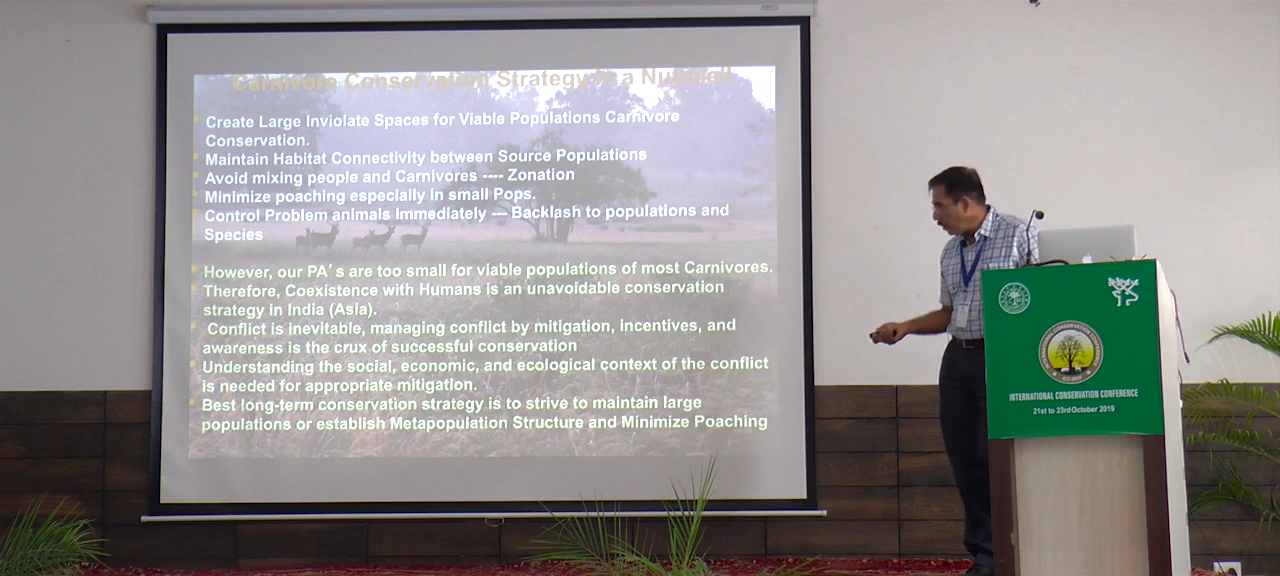 Carnivore Conservation Strategy in a Nutshell
Create Large Inviolate Spaces for Viable Populations Carnivore
Conservation.
Maintain Habitat Connectivity between Source Populations
Avoid mixing people and Carnivores ---- Zonation
Minimize poaching especially in small Pops.
Control Problem animals immediately --- Backlash to populations and
Species
However, our PA's are too small for viable populations of most Carnivores.
Therefore, Coexistence with Humans is an unavoidable conservation
strategy in India (Asia).
Conflict is inevitable, managing conflict by mitigation, incentives, and
awareness is the crux of successful conservation
Understanding the social, economic, and ecological context of the conflict
is needed for appropriate mitigation.
Best long-term conservation strategy is to strive to maintain large
populations or establish Metapopulation Structure and Minimize Poaching
INTERNATIONAL CONSERVATION CONFERENCE
ICC-2019
INTERNATIONAL CONSERVATION CONFERENCE
21st to 23rd October 2019